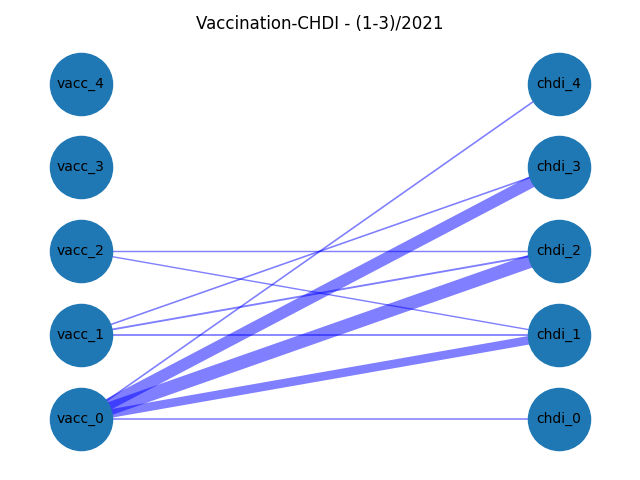 Vaccination-CHDI - (1-3)/2021
vacc_4
chdi_4
vacc_3
chdi_3
vacc_2
chdi_2
vacc_1
chdi_1
vacc_0
chdi_0